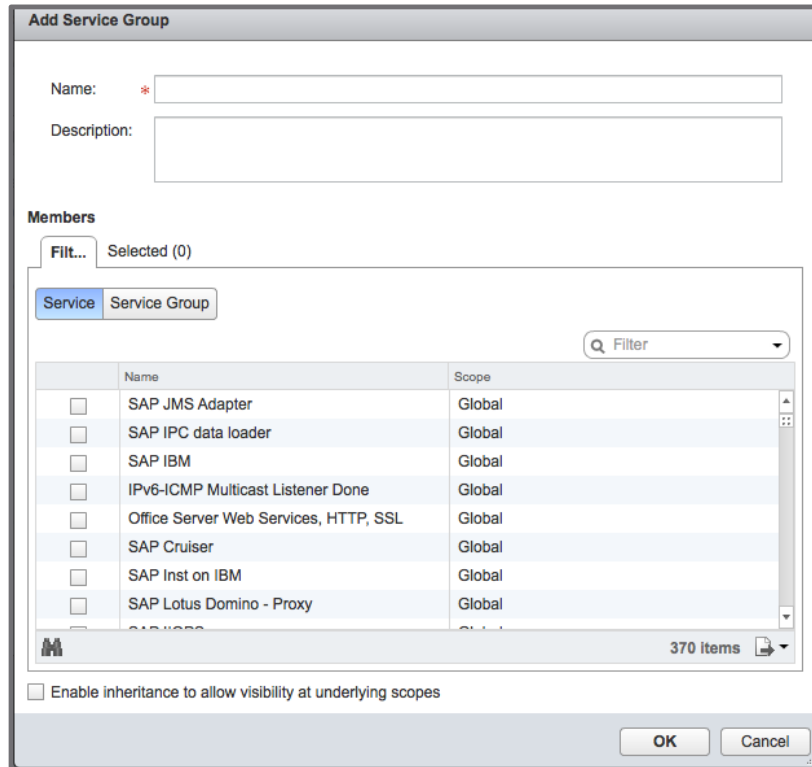 Add Service Group
Name: *
Description:
Members
Filt... Selected (0)
Service Service Group
Filter
Name Scope
SAP JMS Adapter Global
SAP IPC data loader Global
SAP IBM Global
IPv6-ICMP Multicast Listener Done Global
Office Server Web Services, HTTP, SSL Global
SAP Cruiser Global
SAP Inst on IBM Global
SAP Lotus Domino - Proxy Global
370 items
Enable inheritance to allow visibility at underlying scopes
OK Cancel